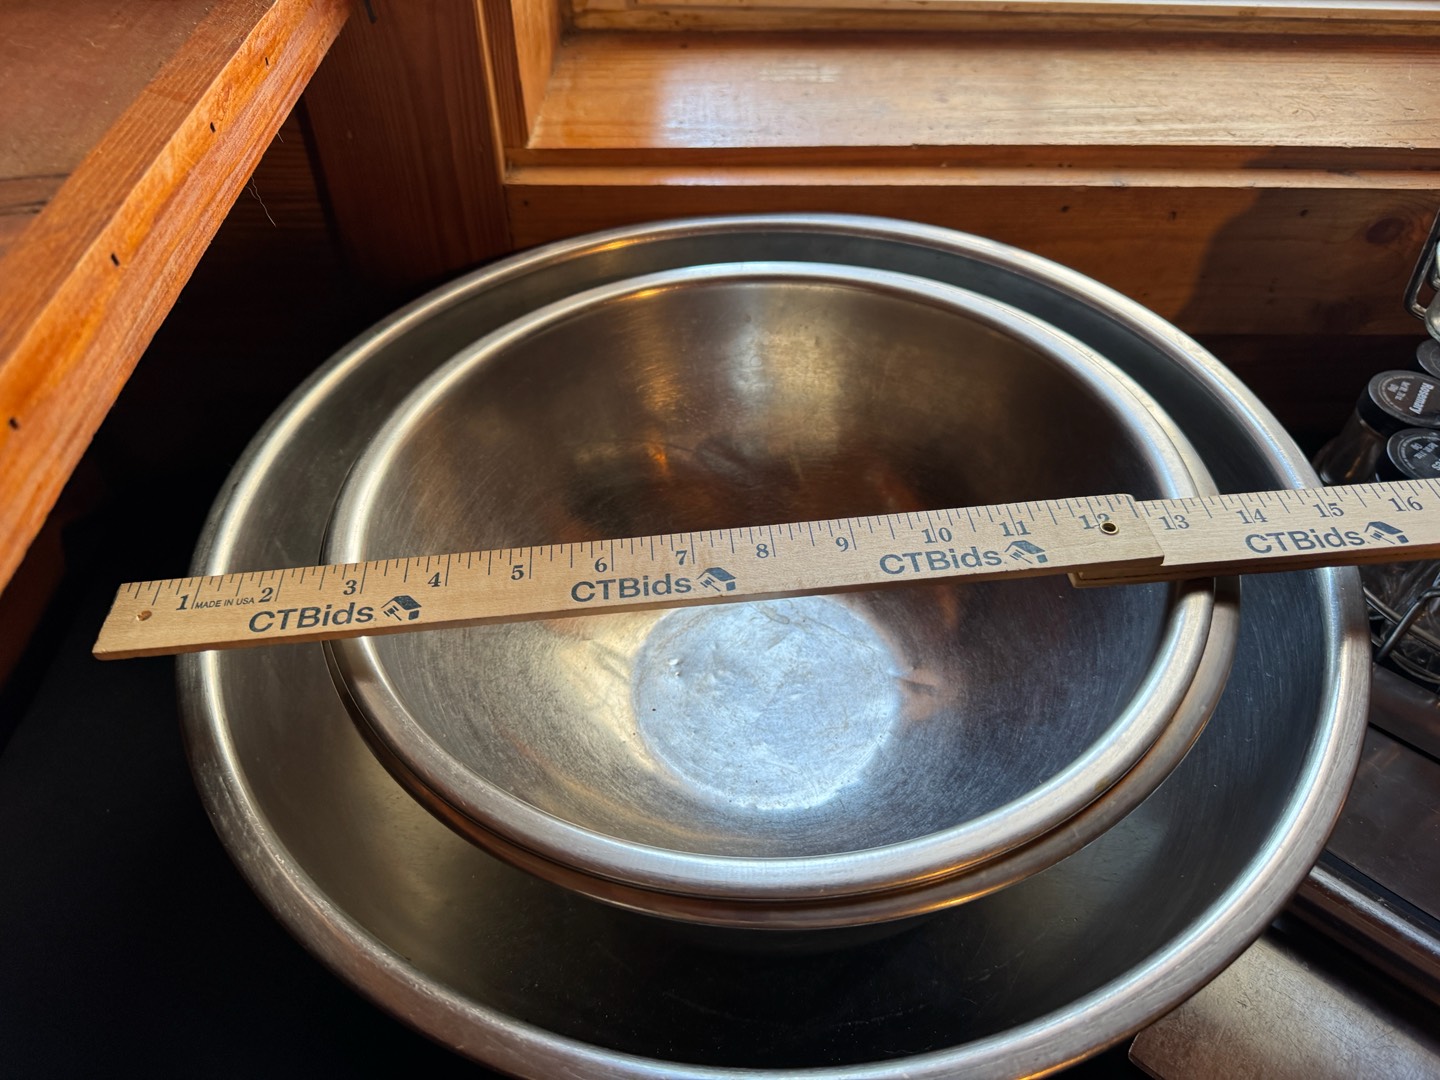 1 2 3 4 5 6 7 8 9 10 11 12 13 14 15 16
MADE IN USA
CTBids. CTBids. CTBids. CTBids.
Rosemary